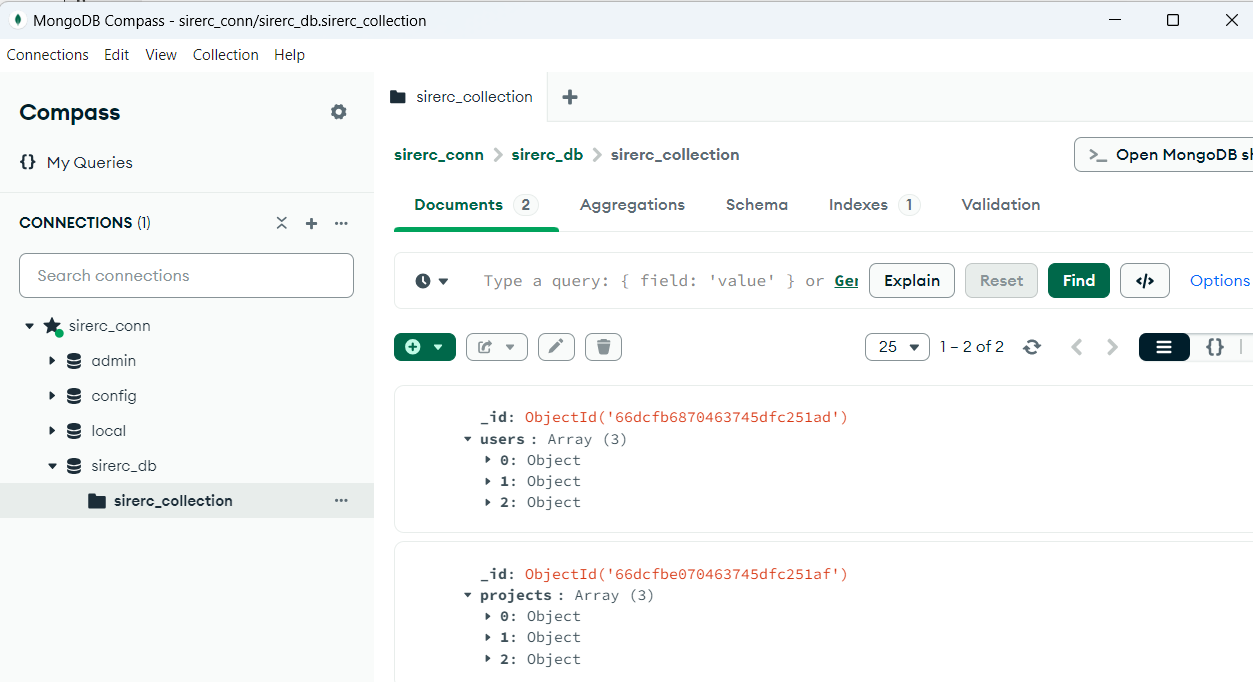 MongoDB Compass - sirerc_conn/sirerc_db.sirerc_collection
Connections Edit View Collection Help
Compass
{} My Queries
CONNECTIONS (1)
Search connections
sirerc_conn
admin
config
local
sirerc_db
sirerc_collection
sirerc_collection
sirerc_conn > sirerc_db > sirerc_collection
>_ Open MongoDB sh
Documents 2 Aggregations Schema Indexes 1 Validation
Type a query: { field: 'value' } or Ger
Explain Reset Find </> Options
25 1 – 2 of 2 {}
_id: ObjectId('66dcfb6870463745dfc251ad')
users : Array (3)
0: Object
1: Object
2: Object
_id: ObjectId('66dcfbe070463745dfc251af')
projects : Array (3)
0: Object
1: Object
2: Object